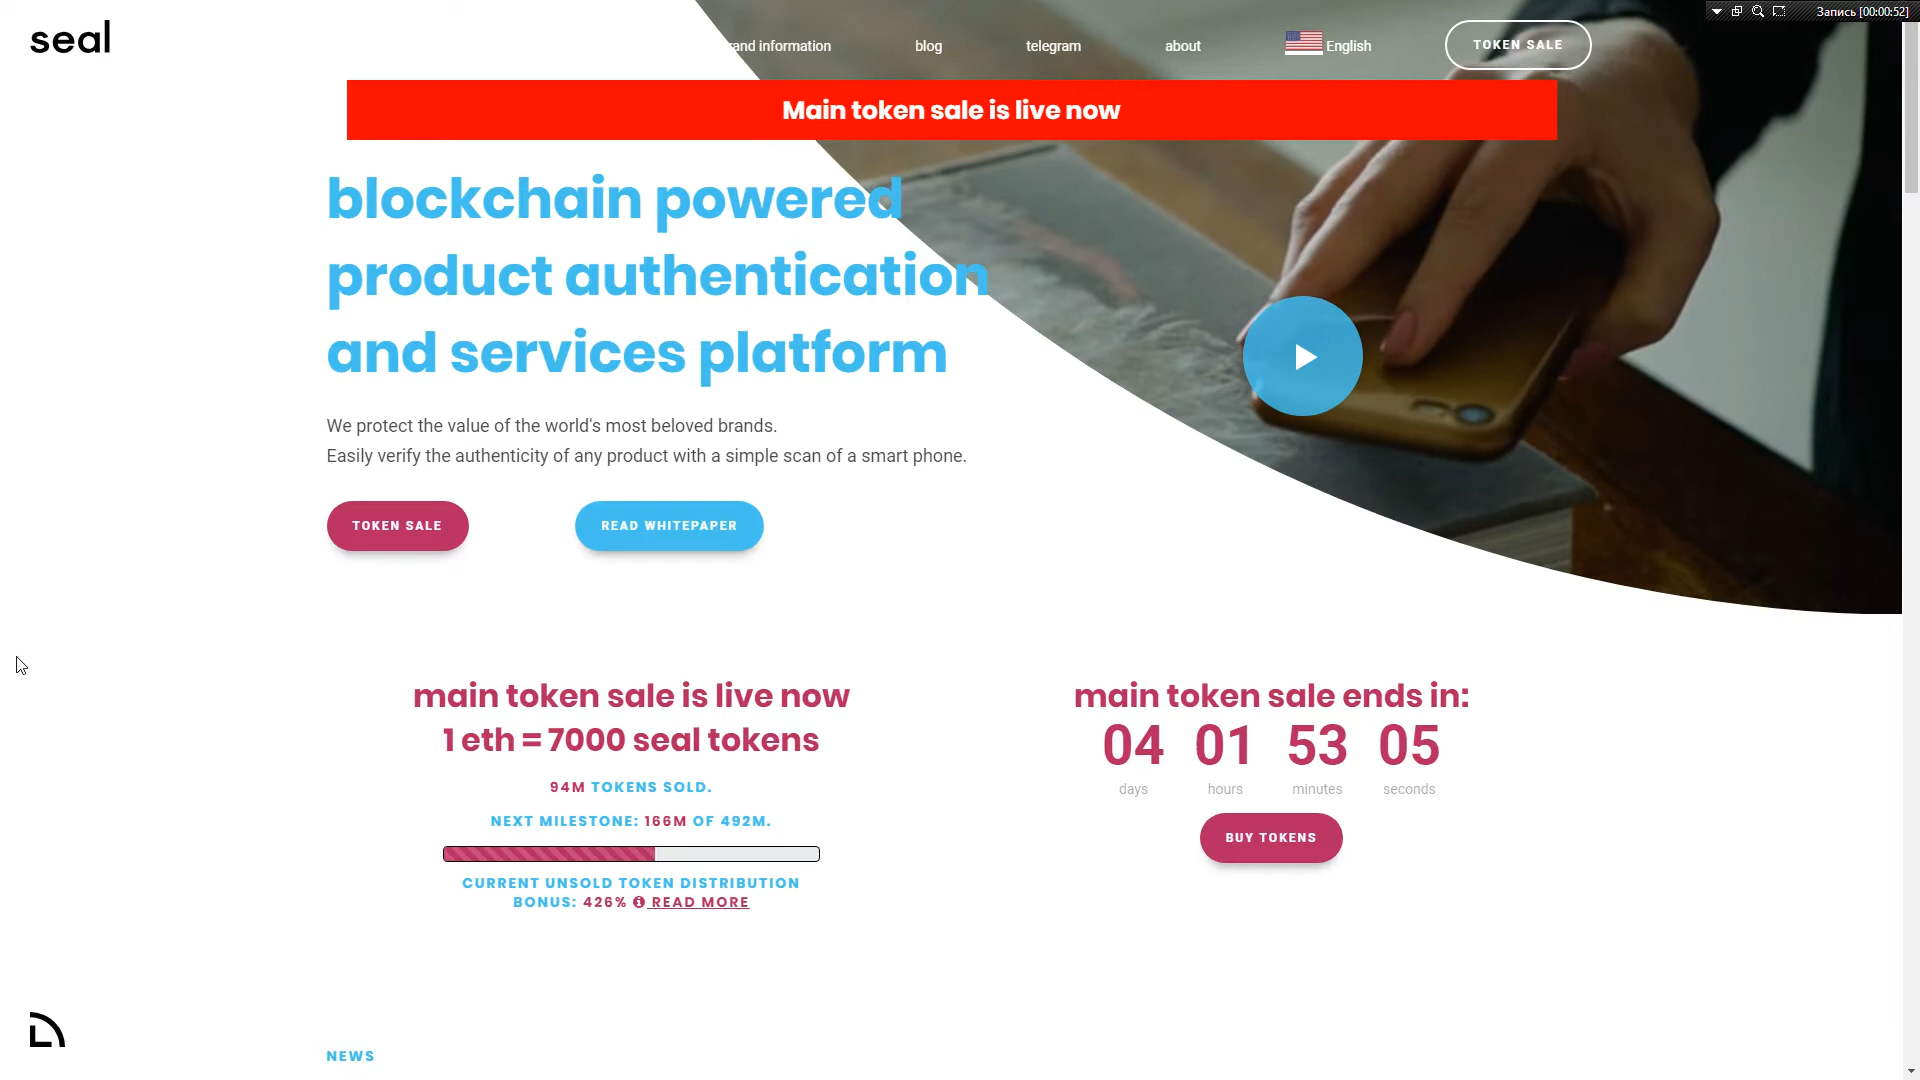 Запись [00:00:52]
seal
rand information
blog
telegram
about
English
TOKEN SALE
Main token sale is live now
blockchain powered
product authentication
and services platform
We protect the value of the world's most beloved brands.
Easily verify the authenticity of any product with a simple scan of a smart phone.
TOKEN SALE
READ WHITEPAPER
main token sale is live now
1 eth = 7000 seal tokens
94M TOKENS SOLD.
NEXT MILESTONE: 166M OF 492M.
CURRENT UNSOLD TOKEN DISTRIBUTION
BONUS: 426% READ MORE
main token sale ends in:
04 01 53 05
days hours minutes seconds
BUY TOKENS
NEWS